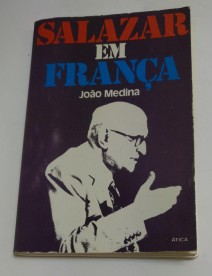 SALAZAR
EM
FRANÇA
João Medina
ÁTICA